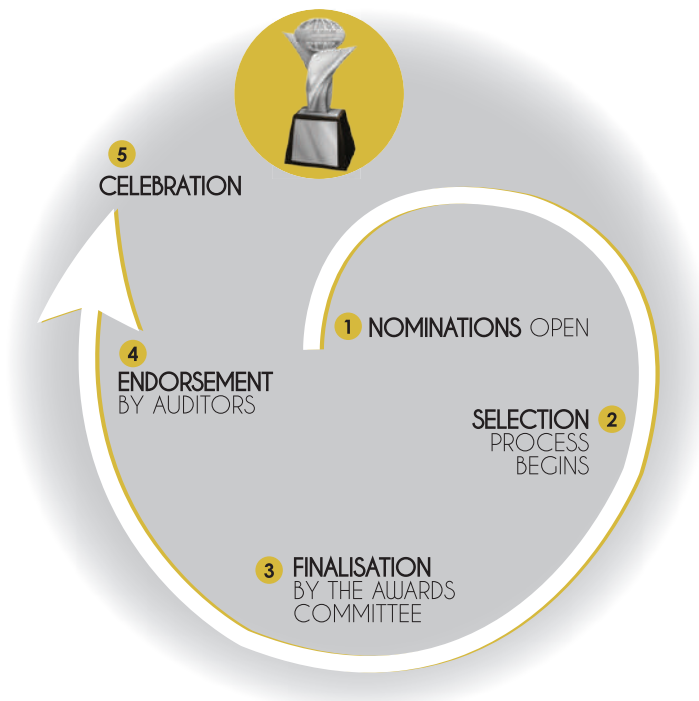 1 NOMINATIONS OPEN
SELECTION 2
PROCESS
BEGINS
3 FINALISATION
BY THE AWARDS
COMMITTEE
4
ENDORSEMENT
BY AUDITORS
5
CELEBRATION